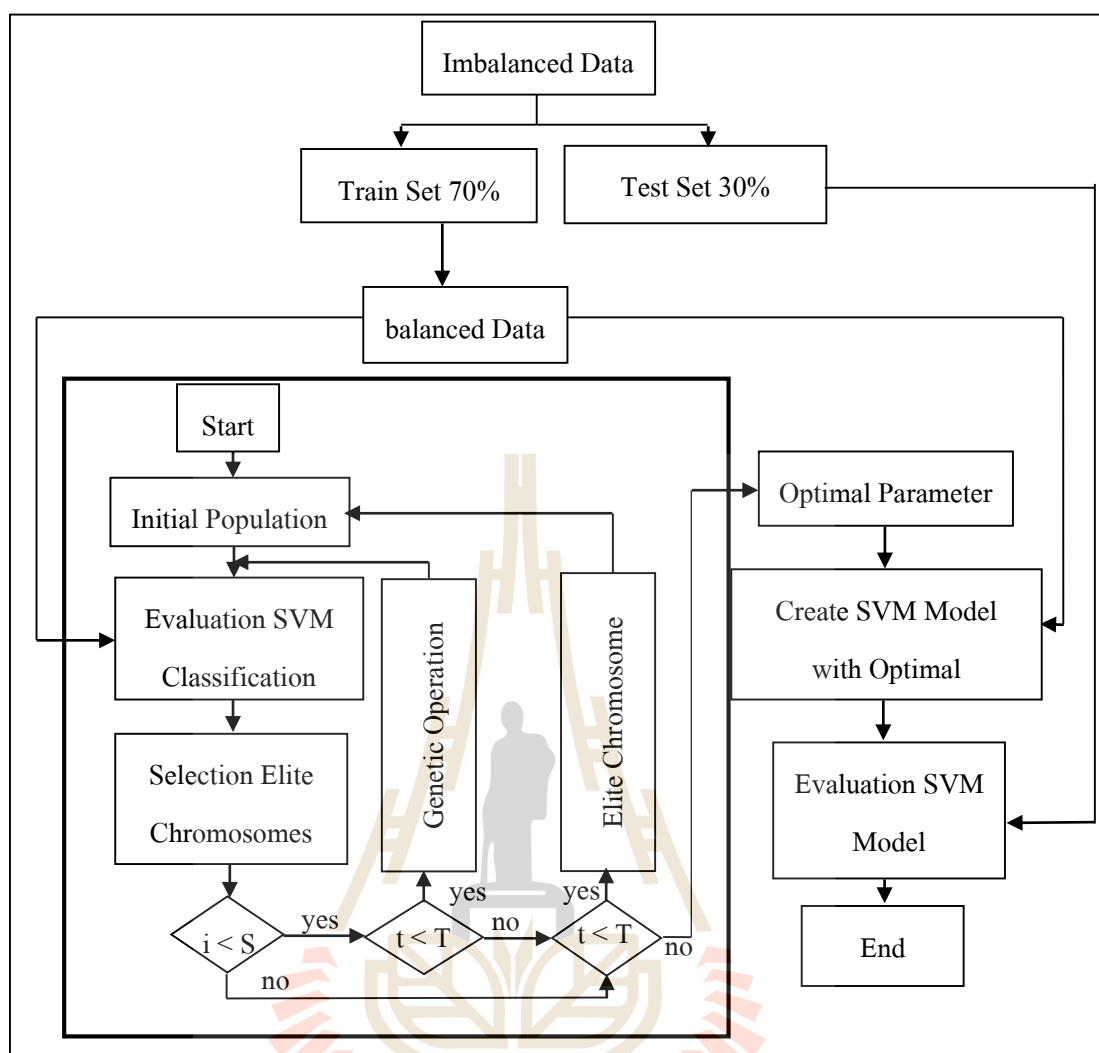 Imbalanced Data
Train Set 70%
Test Set 30%
balanced Data
Start
Initial Population
Optimal Parameter
Evaluation SVM
Classification
Create SVM Model
with Optimal
Genetic Operation
Elite Chromosome
Selection Elite
Chromosomes
Evaluation SVM
Model
i < S
yes
t < T
yes
no
t < T
yes
no
no
End